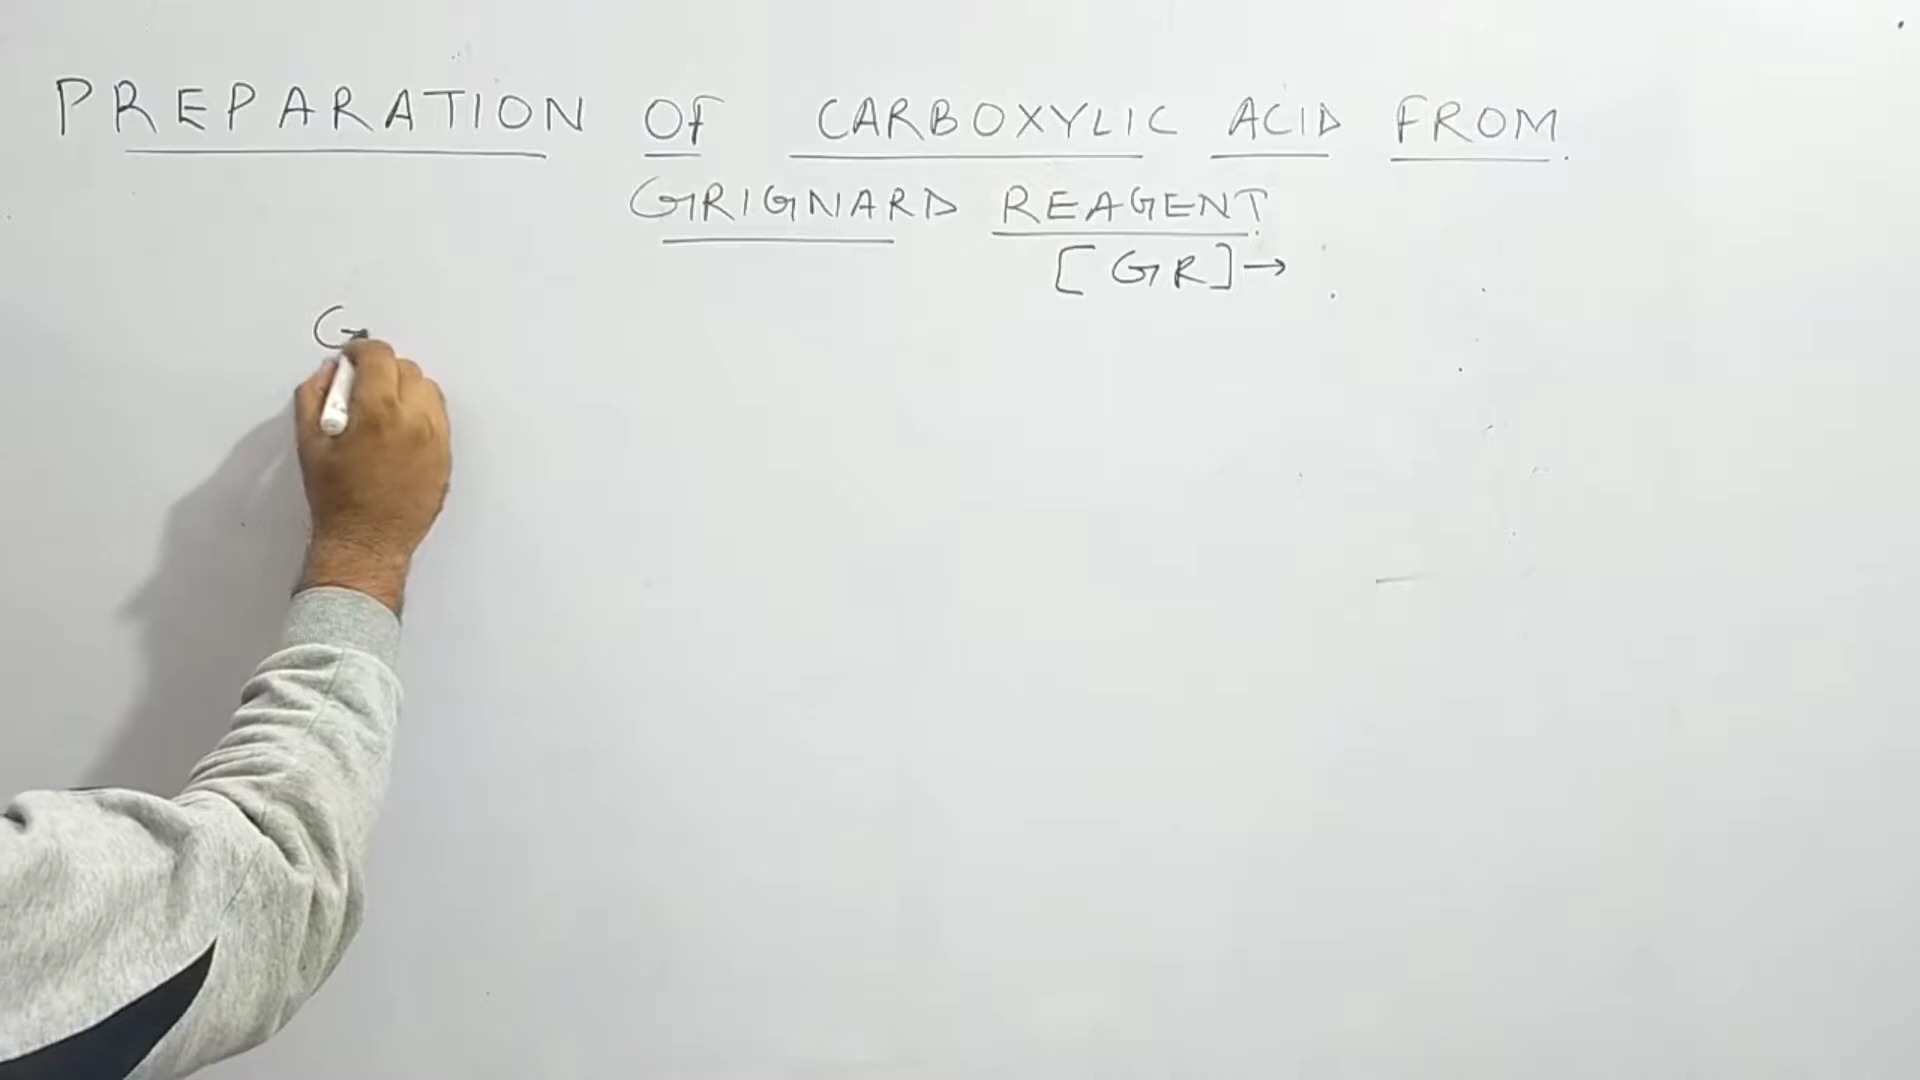 PREPARATION OF CARBOXYLIC ACID FROM
GRIGNARD REAGENT
[GR]→
G